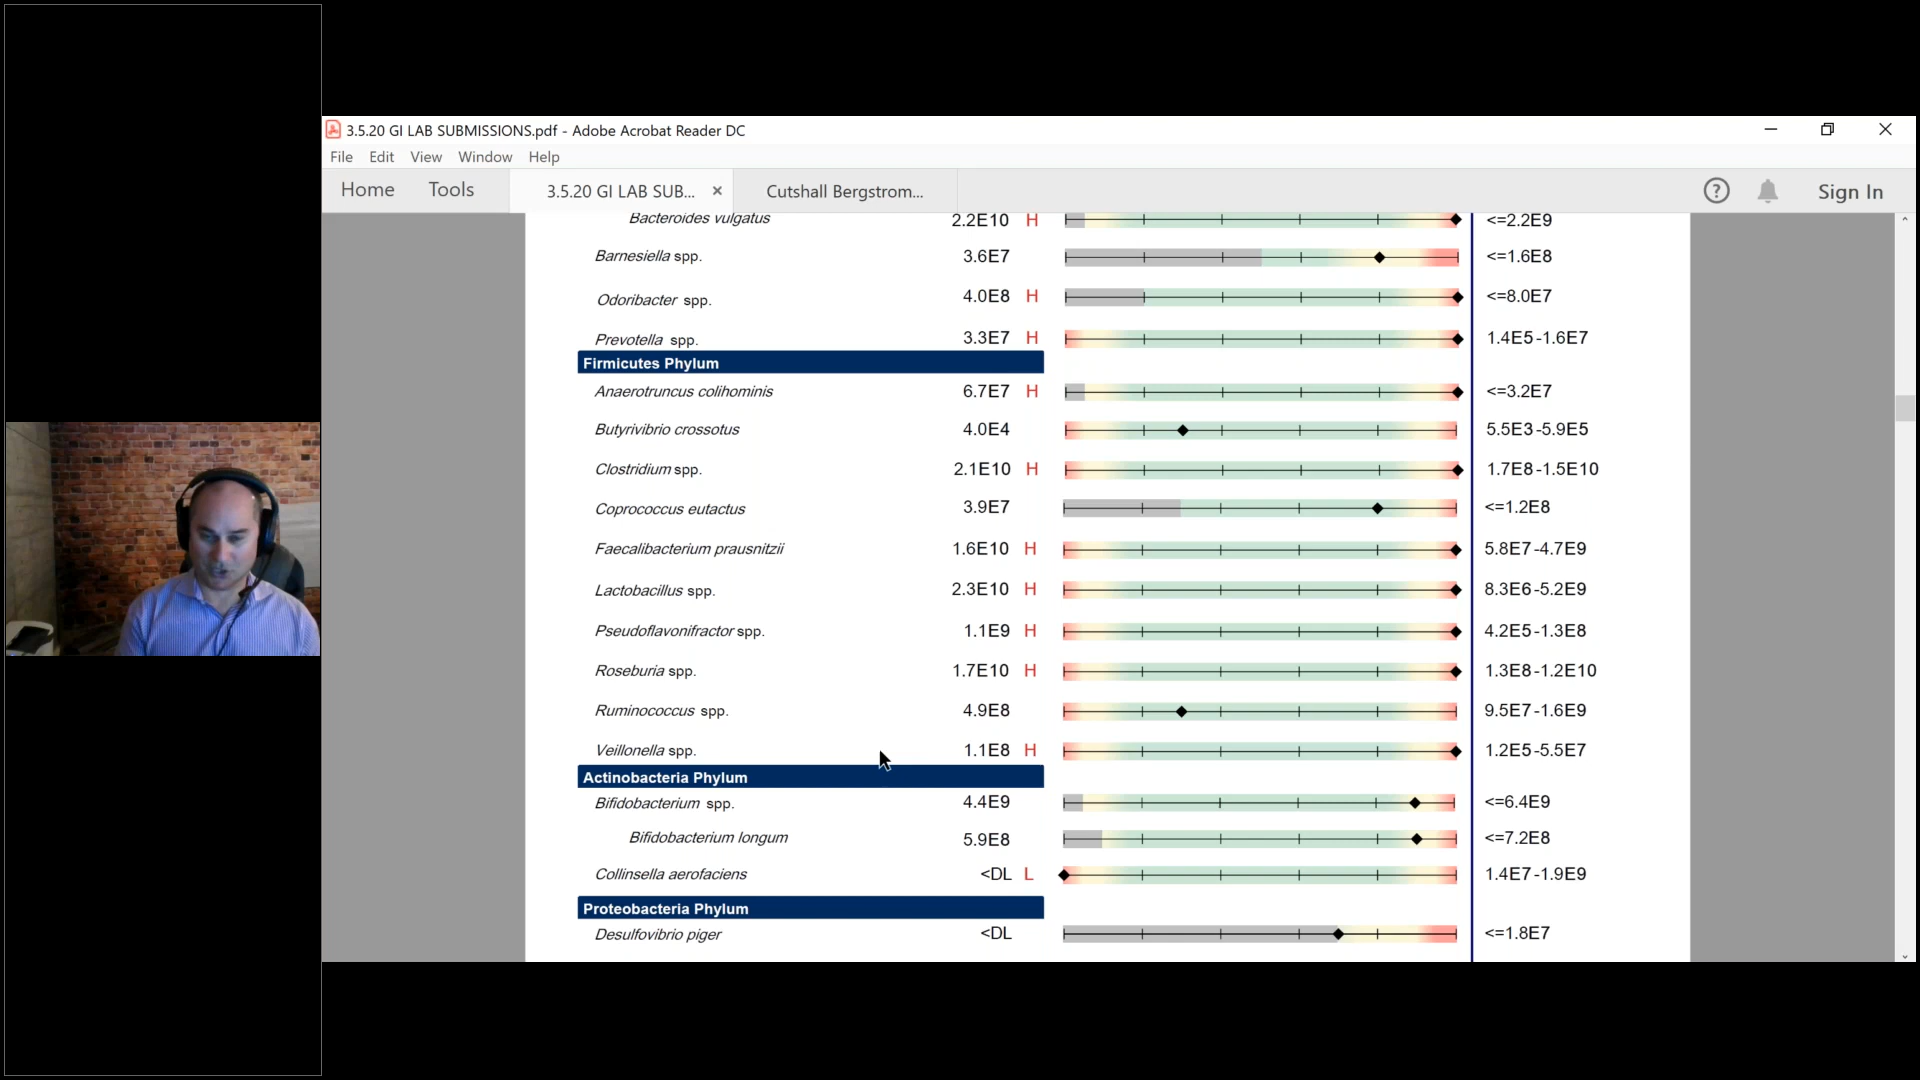 3.5.20 GI LAB SUBMISSIONS.pdf - Adobe Acrobat Reader DC
File Edit View Window Help
Home Tools 3.5.20 GI LAB SUB... × Cutshall Bergstrom... ? Sign In
Bacteroides vulgatus 2.2E10 H <=2.2E9
Barnesiella spp. 3.6E7 <=1.6E8
Odoribacter spp. 4.0E8 H <=8.0E7
Prevotella spp. 3.3E7 H 1.4E5-1.6E7
Firmicutes Phylum
Anaerotruncus colihominis 6.7E7 H <=3.2E7
Butyrivibrio crossotus 4.0E4 5.5E3-5.9E5
Clostridium spp. 2.1E10 H 1.7E8-1.5E10
Coprococcus eutactus 3.9E7 <=1.2E8
Faecalibacterium prausnitzii 1.6E10 H 5.8E7-4.7E9
Lactobacillus spp. 2.3E10 H 8.3E6-5.2E9
Pseudoflavonifractor spp. 1.1E9 H 4.2E5-1.3E8
Roseburia spp. 1.7E10 H 1.3E8-1.2E10
Ruminococcus spp. 4.9E8 9.5E7-1.6E9
Veillonella spp. 1.1E8 H 1.2E5-5.5E7
Actinobacteria Phylum
Bifidobacterium spp. 4.4E9 <=6.4E9
Bifidobacterium longum 5.9E8 <=7.2E8
Collinsella aerofaciens <DL L 1.4E7-1.9E9
Proteobacteria Phylum
Desulfovibrio piger <DL <=1.8E7